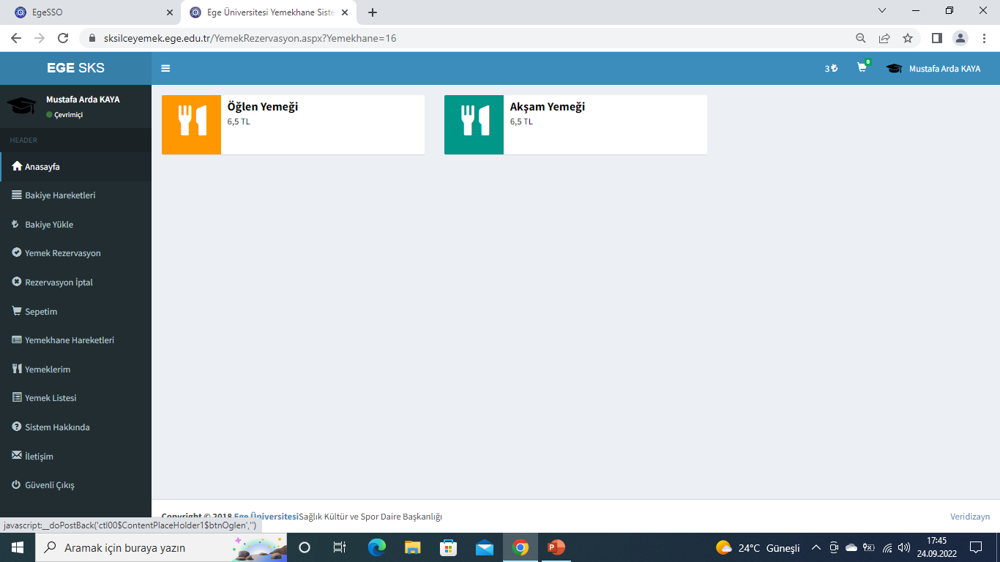 EgeSSO
Ege Üniversitesi Yemekhane Siste
sksilceyemek.ege.edu.tr/YemekRezervasyon.aspx?Yemekhane=16
EGE SKS
3₺
0
Mustafa Arda KAYA
Mustafa Arda KAYA
Çevrimiçi
HEADER
Anasayfa
Bakiye Hareketleri
₺ Bakiye Yükle
Yemek Rezervasyon
Rezervasyon İptal
Sepetim
Yemekhane Hareketleri
Yemeklerim
Yemek Listesi
Sistem Hakkında
İletişim
Güvenli Çıkış
Öğlen Yemeği
6,5 TL
Akşam Yemeği
6,5 TL
Copyright © 2018 Ege ÜniversitesiSağlık Kültür ve Spor Daire Başkanlığı
Veridizayn
javascript:__doPostBack('ctl00$ContentPlaceHolder1$btnOglen','')
Aramak için buraya yazın
24°C Güneşli
17:45
24.09.2022